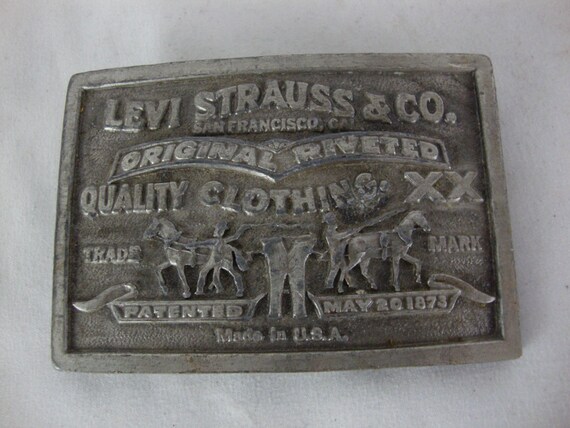 LEVI STRAUSS & CO.
SAN FRANCISCO, CAL
ORIGINAL RIVETED
QUALITY CLOTHING XX
TRADE MARK
PATENTED MAY 20 1873
Made in U.S.A.